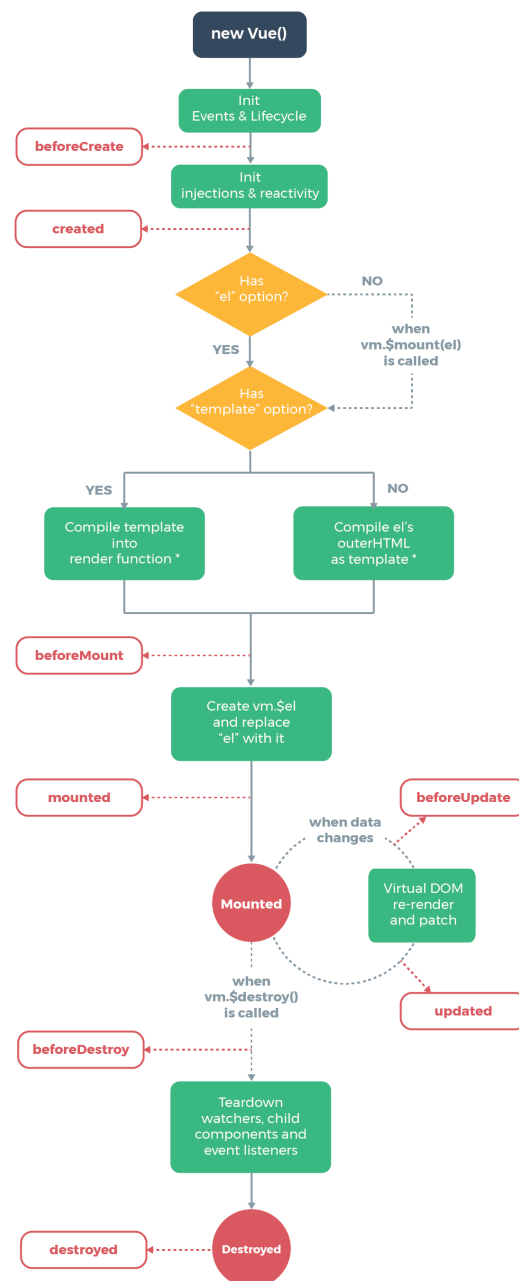 new Vue()
Init
Events & Lifecycle
beforeCreate
Init
injections & reactivity
created
Has
“el” option?
NO
when
vm.$mount(el)
is called
YES
Has
“template” option?
YES
NO
Compile template
into
render function *
Compile el’s
outerHTML
as template *
beforeMount
Create vm.$el
and replace
“el” with it
mounted
beforeUpdate
when data
changes
Mounted
Virtual DOM
re-render
and patch
when
vm.$destroy()
is called
updated
beforeDestroy
Teardown
watchers, child
components and
event listeners
destroyed
Destroyed